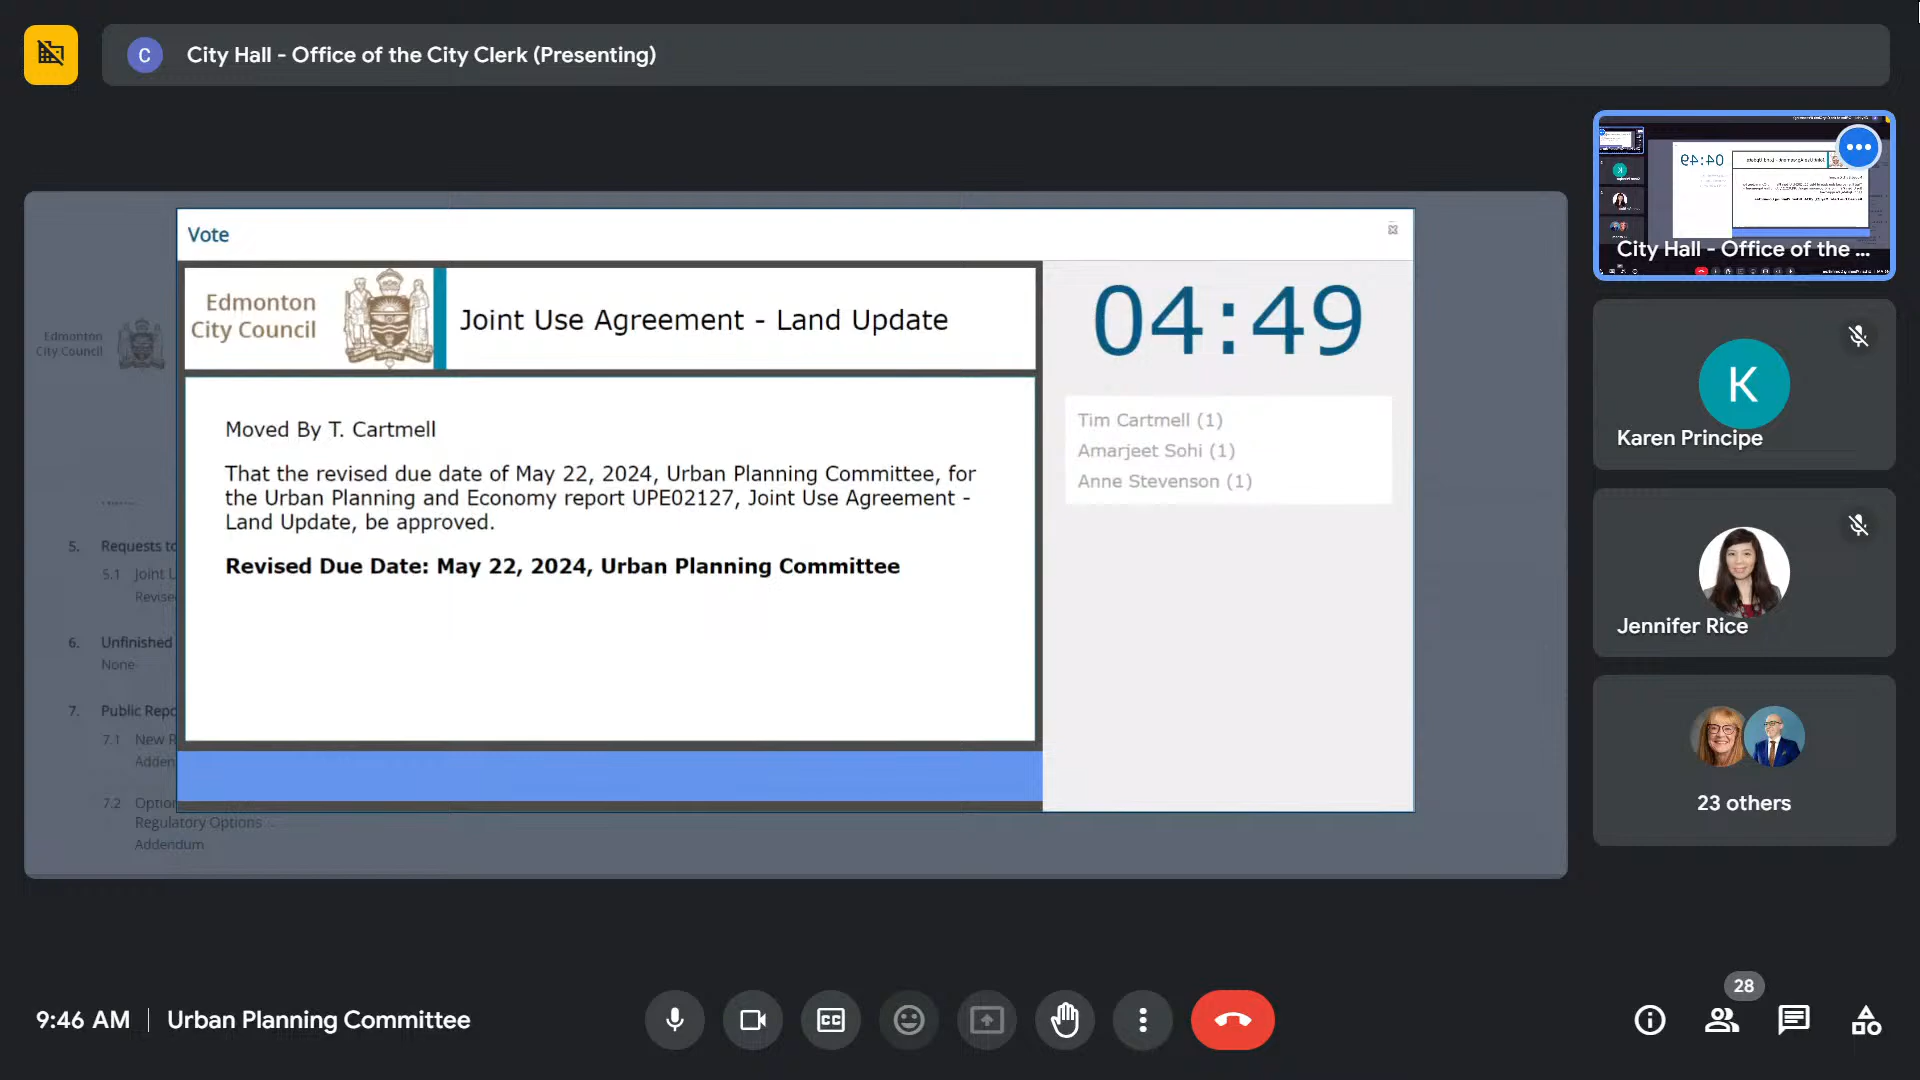 C
City Hall - Office of the City Clerk (Presenting)
Vote
Edmonton
City Council
Joint Use Agreement - Land Update
Moved By T. Cartmell
That the revised due date of May 22, 2024, Urban Planning Committee, for
the Urban Planning and Economy report UPE02127, Joint Use Agreement -
Land Update, be approved.
Revised Due Date: May 22, 2024, Urban Planning Committee
04:49
Tim Cartmell (1)
Amarjeet Sohi (1)
Anne Stevenson (1)
Edmonton
City Council
5. Requests to
5.1 Joint U
Revise
6. Unfinished
None
7. Public Repo
7.1 New R
Adden
7.2 Option
Regulatory Options
Addendum
04:49
City Hall - Office of the ...
K
Karen Principe
Jennifer Rice
23 others
9:46 AM
Urban Planning Committee
CC
28